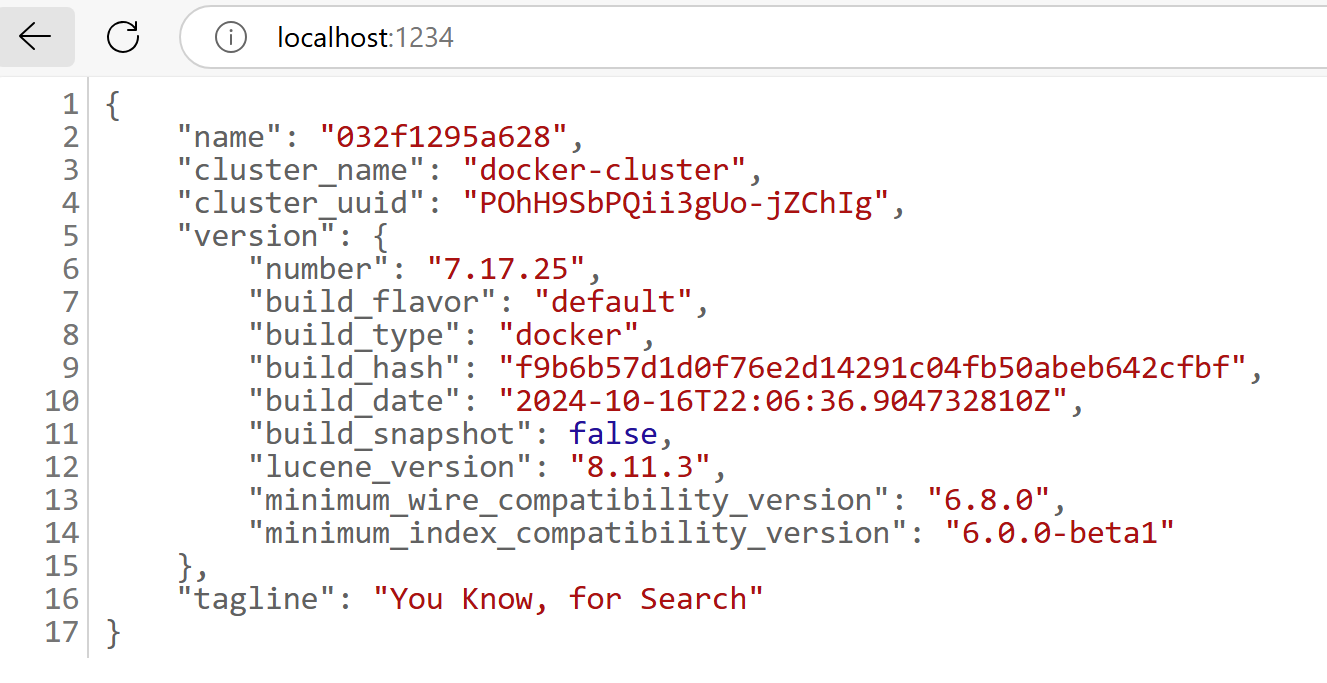 localhost:1234
1 {
2 "name": "032f1295a628",
3 "cluster_name": "docker-cluster",
4 "cluster_uuid": "POhH9SbPQii3gUo-jZChIg",
5 "version": {
6 "number": "7.17.25",
7 "build_flavor": "default",
8 "build_type": "docker",
9 "build_hash": "f9b6b57d1d0f76e2d14291c04fb50abeb642cfbf",
10 "build_date": "2024-10-16T22:06:36.904732810Z",
11 "build_snapshot": false,
12 "lucene_version": "8.11.3",
13 "minimum_wire_compatibility_version": "6.8.0",
14 "minimum_index_compatibility_version": "6.0.0-beta1"
15 },
16 "tagline": "You Know, for Search"
17 }